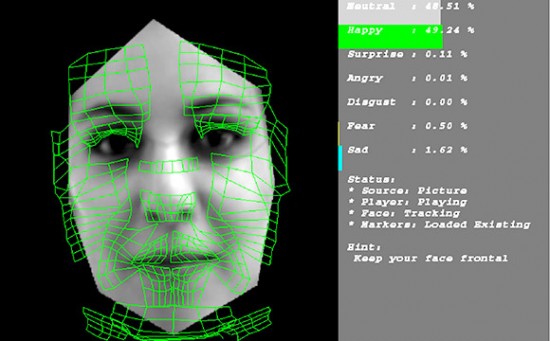 Neutral : 48.51 %
Happy : 49.24 %
Surprise : 0.11 %
Angry : 0.01 %
Disgust : 0.00 %
Fear : 0.50 %
Sad : 1.62 %
Status:
* Source: Picture
* Player: Playing
* Face: Tracking
* Markers: Loaded Existing
Hint:
Keep your face frontal